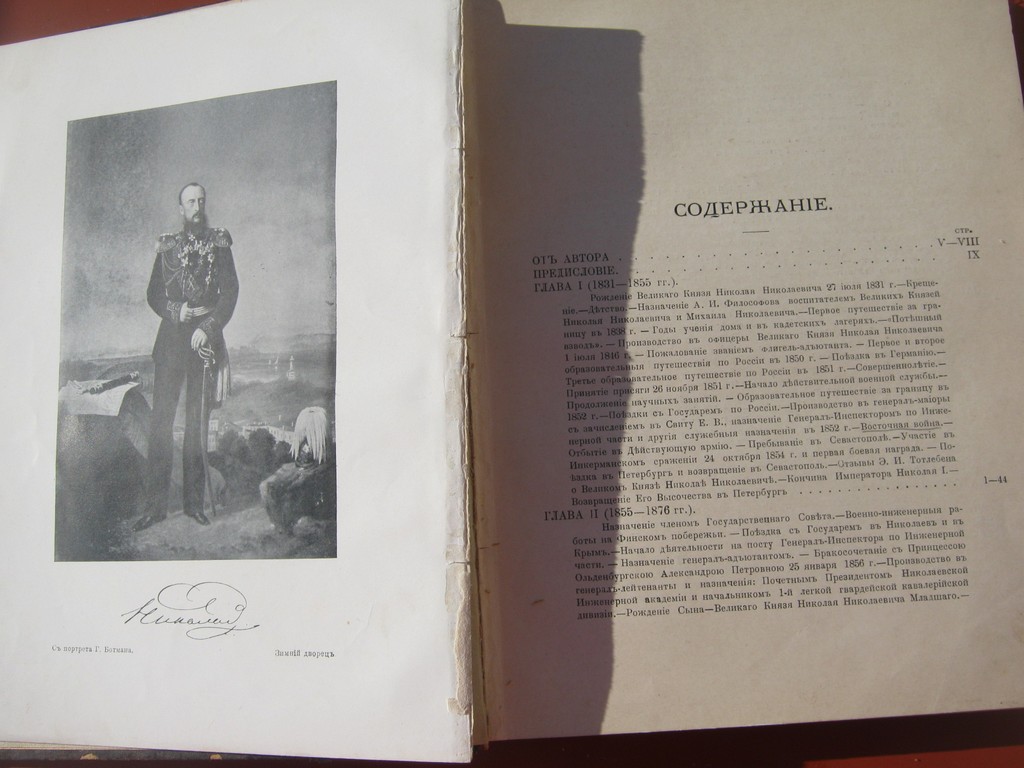 Николай
Съ портрета Г. Ботмана.
Зимній дворецъ
СОДЕРЖАНІЕ.
СТР.
ОТЪ АВТОРА . . . . . . . . . . V—VIII
ПРЕДИСЛОВІЕ. . . . . . . . . . IX
ГЛАВА I (1831—1855 гг.).
Рожденіе Великаго Князя Николая Николаевича 27 іюля 1831 г.—Креще-
ніе.—Дѣтство.—Назначеніе А. И. Философова воспитателемъ Великихъ Князей
Николая Николаевича и Михаила Николаевича.—Первое путешествіе за гра-
ницу въ 1838 г. — Годы ученія дома и въ кадетскихъ лагеряхъ.—«Потѣшный
взводъ». — Производство въ офицеры Великаго Князя Николая Николаевича
1 іюля 1846 г. — Пожалованіе званіемъ флигель-адъютанта. — Первое и второе
образовательныя путешествія по Россіи въ 1850 г. — Поѣздка въ Германію.—
Третье образовательное путешествіе по Россіи въ 1851 г.—Совершеннолѣтіе.—
Принятіе присяги 26 ноября 1851 г.—Начало дѣйствительной военной службы.—
Продолженіе научныхъ занятій. — Образовательное путешествіе за границу въ
1852 г.—Поѣздки съ Государемъ по Россіи.—Производство въ генералъ-маіоры
съ зачисленіемъ въ Свиту Е. В., назначеніе Генералъ-Инспекторомъ по Инже-
нерной части и другія служебныя назначенія въ 1852 г.—Восточная война.—
Отбытіе въ Дѣйствующую армію. — Пребываніе въ Севастополѣ.—Участіе въ
Инкерманскомъ сраженіи 24 октября 1854 г. и первая боевая награда. — По-
ѣздка въ Петербургъ и возвращеніе въ Севастополь.—Отзывы Э. И. Тотлебена
о Великомъ Князѣ Николаѣ Николаевичѣ.—Кончина Императора Николая I.—
Возвращеніе Его Высочества въ Петербургъ . . . . . . . . . . 1—44
ГЛАВА II (1855—1876 гг.).
Назначеніе членомъ Государственнаго Совѣта.—Военно-инженерныя ра-
боты на Финскомъ побережьи. — Поѣздка съ Государемъ въ Николаевъ и въ
Крымъ.—Начало дѣятельности на посту Генералъ-Инспектора по Инженерной
части. — Назначеніе генералъ-адъютантомъ. — Бракосочетаніе съ Принцессою
Ольденбургскою Александрою Петровною 25 января 1856 г.—Производство въ
генералъ-лейтенанты и назначенія: Почетнымъ Президентомъ Николаевской
Инженерной академіи и начальникомъ 1-й легкой гвардейской кавалерійской
дивизіи.—Рожденіе Сына—Великаго Князя Николая Николаевича Младшаго.—